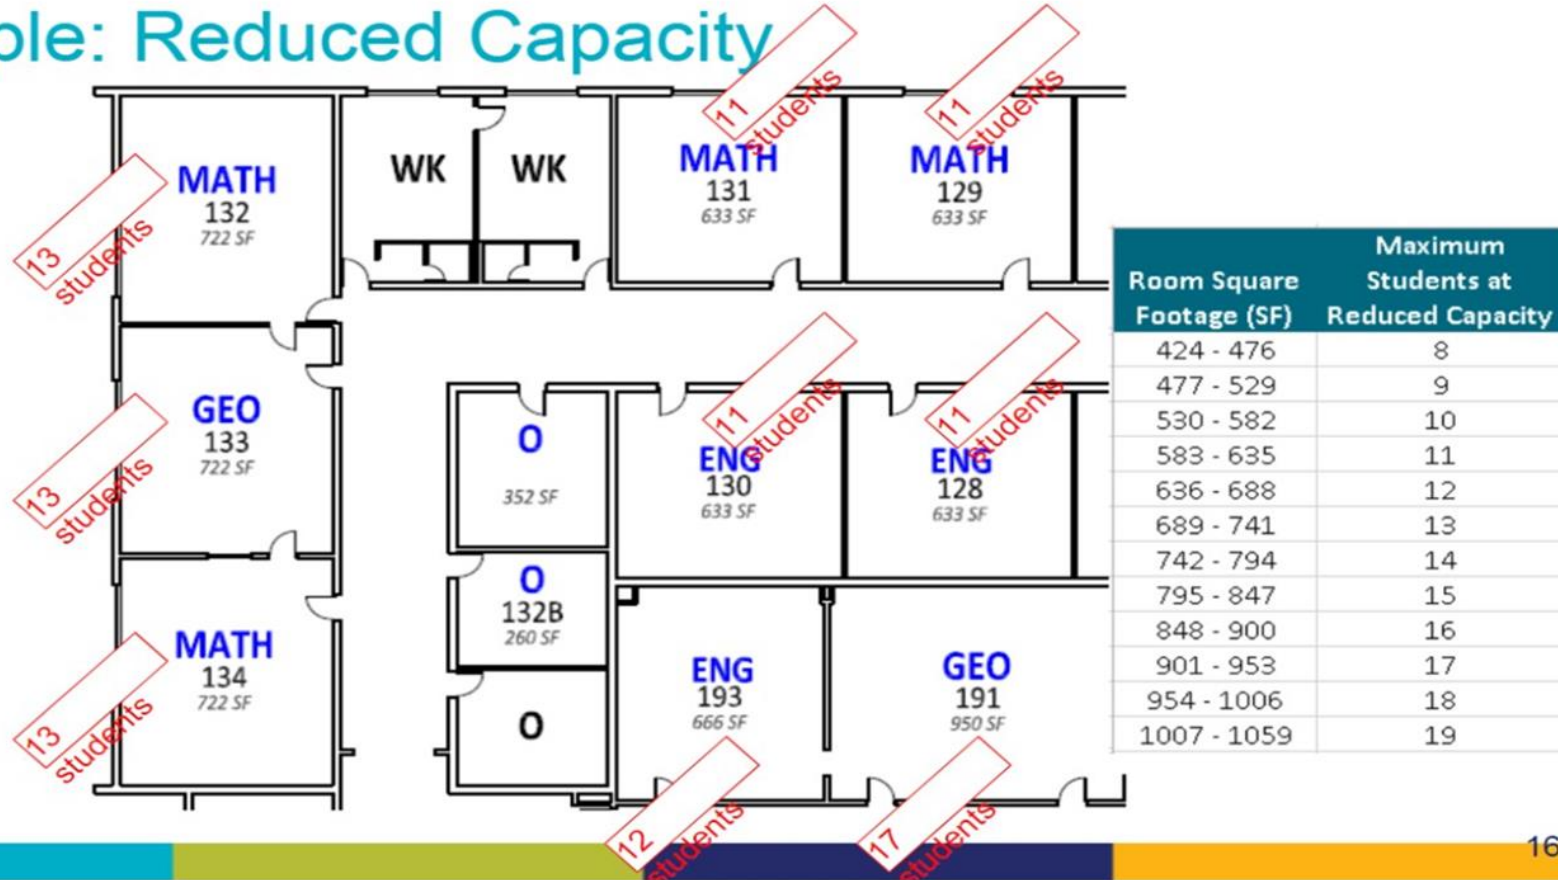 ple: Reduced Capacity
MATH
132
722 SF
13
students
WK
WK
MATH
131
633 SF
11
students
MATH
129
633 SF
11
students
GEO
133
722 SF
13
students
O
352 SF
ENG
130
633 SF
11
students
ENG
128
633 SF
11
students
MATH
134
722 SF
13
students
O
132B
260 SF
O
ENG
193
666 SF
12
students
GEO
191
950 SF
17
students
Room Square Footage (SF) Maximum Students at Reduced Capacity
424 - 476 8
477 - 529 9
530 - 582 10
583 - 635 11
636 - 688 12
689 - 741 13
742 - 794 14
795 - 847 15
848 - 900 16
901 - 953 17
954 - 1006 18
1007 - 1059 19
16